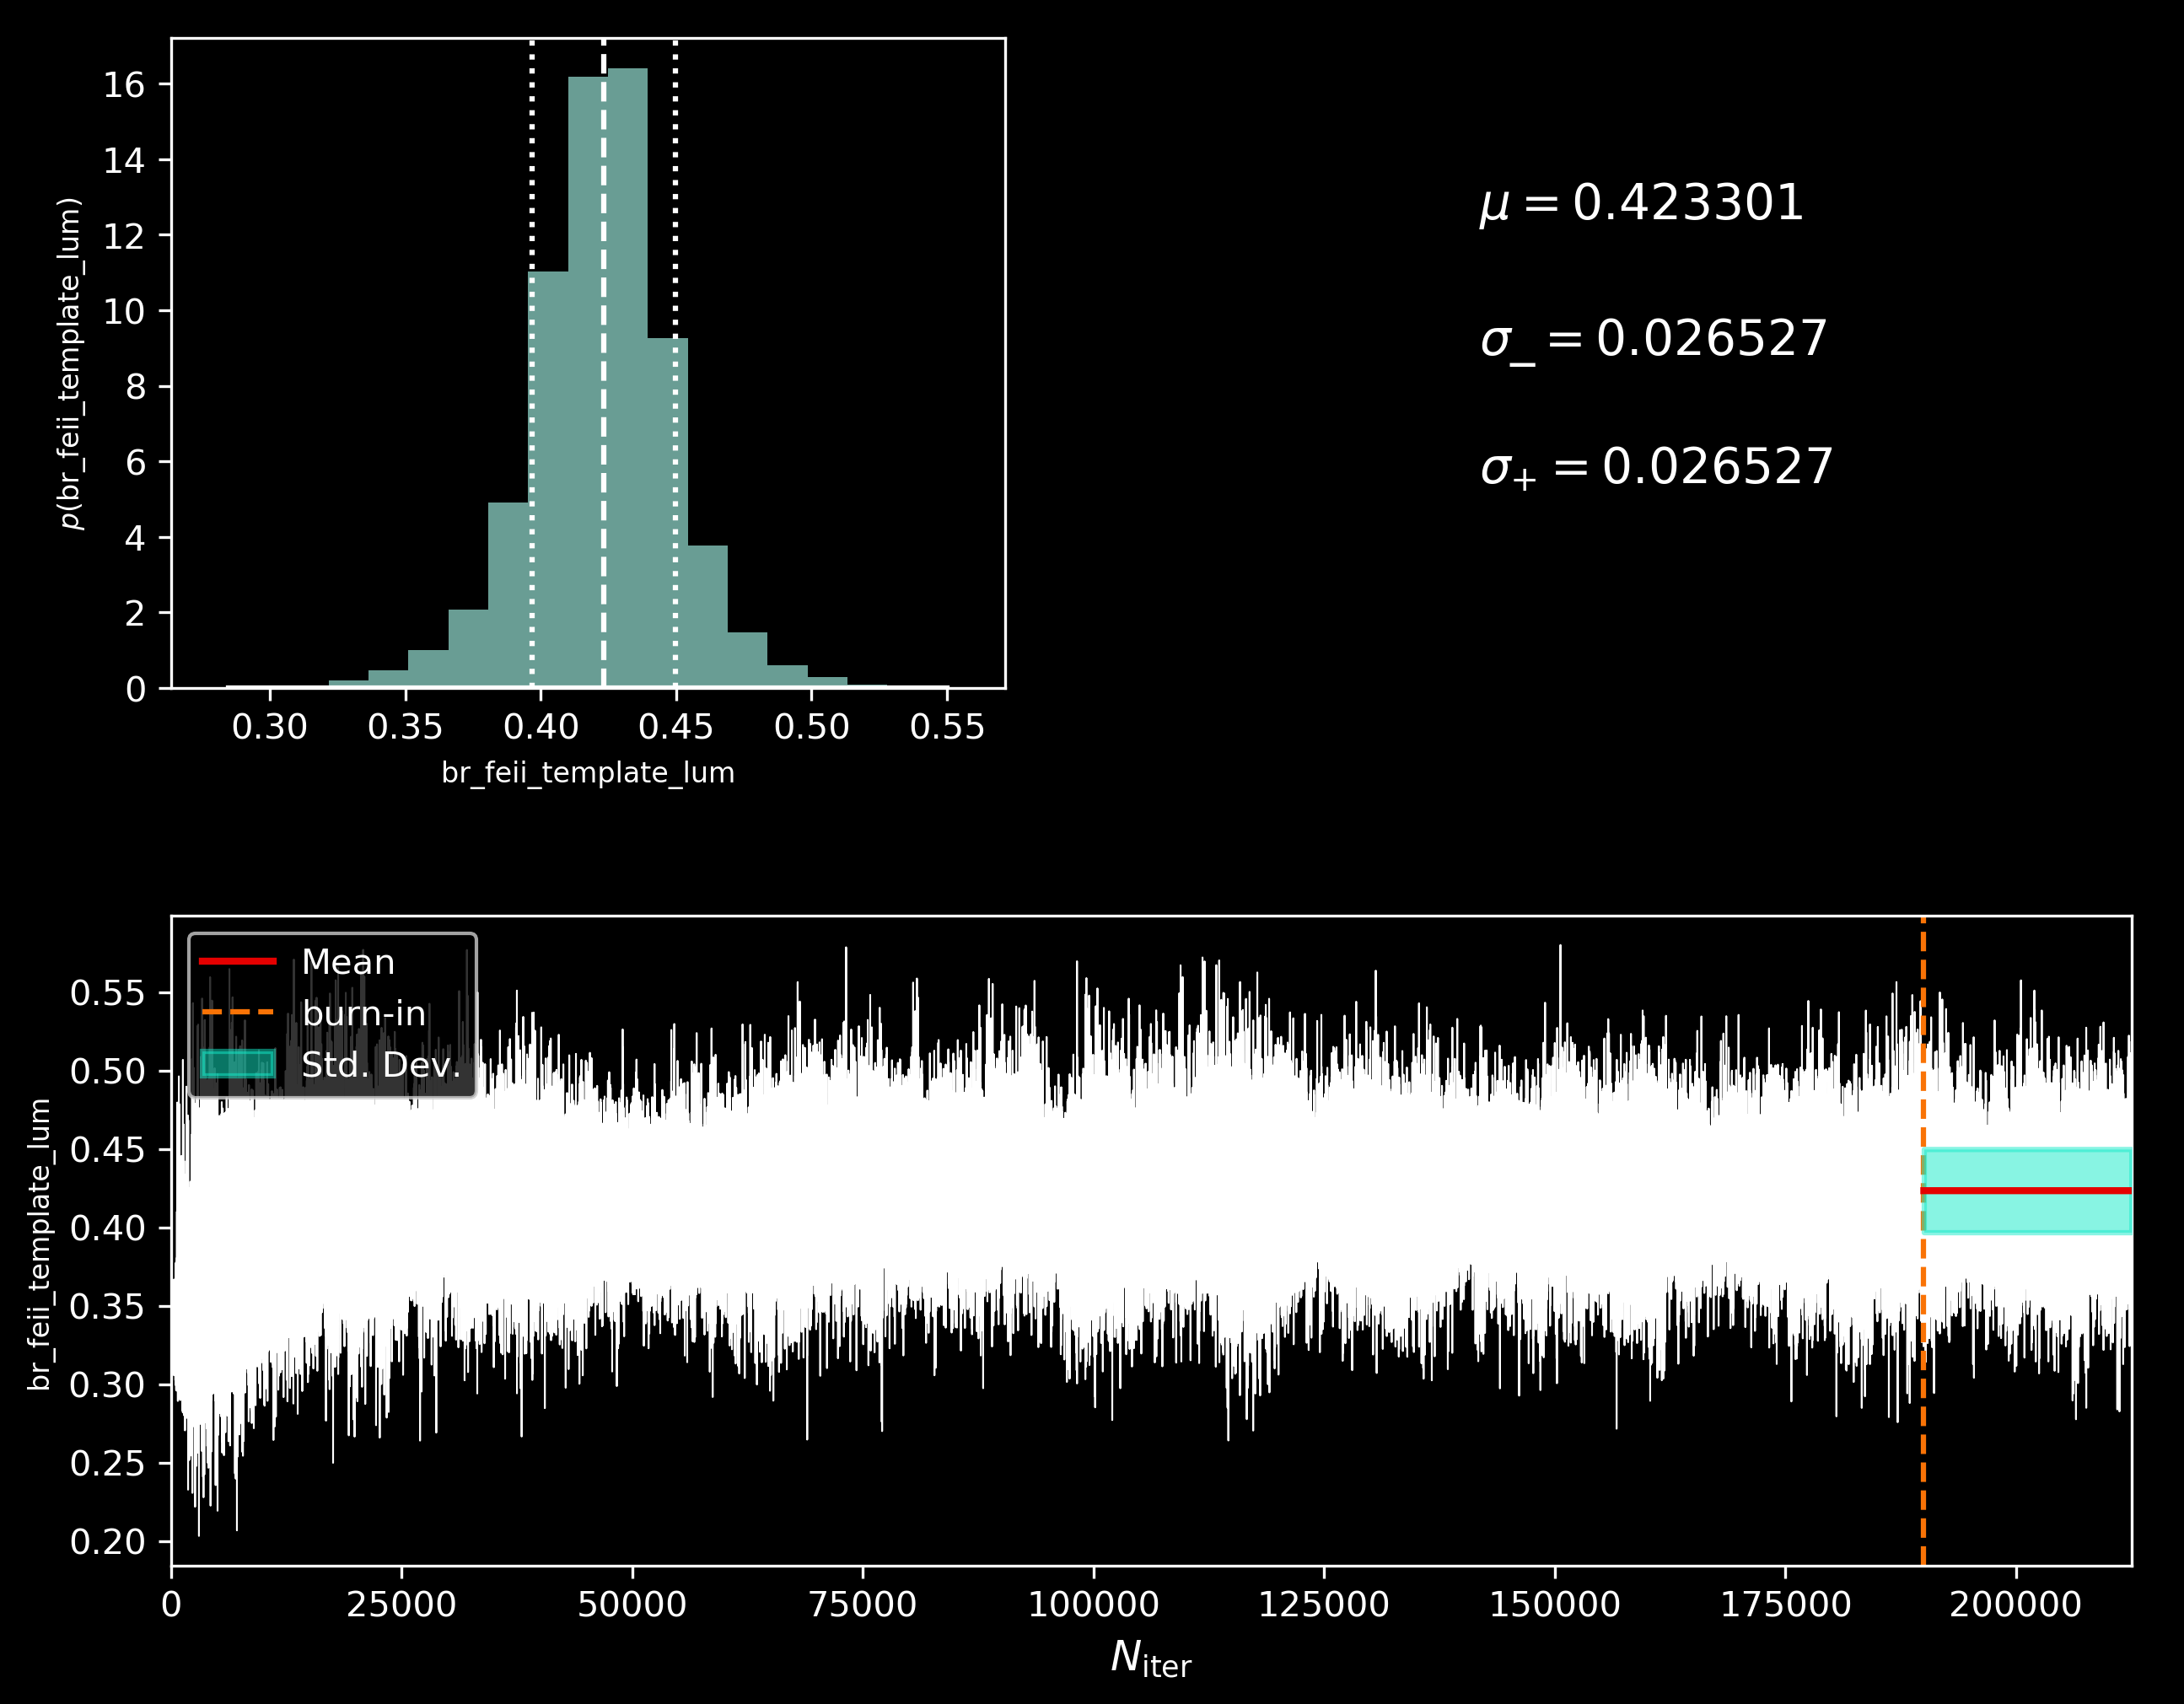 16
14
12
10
8
6
4
2
0
p(br_feii_template_lum)
0.30 0.35 0.40 0.45 0.50 0.55
br_feii_template_lum
μ = 0.423301
σ_ = 0.026527
σ+ = 0.026527
Mean
burn-in
Std. Dev.
0.55
0.50
0.45
0.40
0.35
0.30
0.25
0.20
br_feii_template_lum
0 25000 50000 75000 100000 125000 150000 175000 200000
Niter